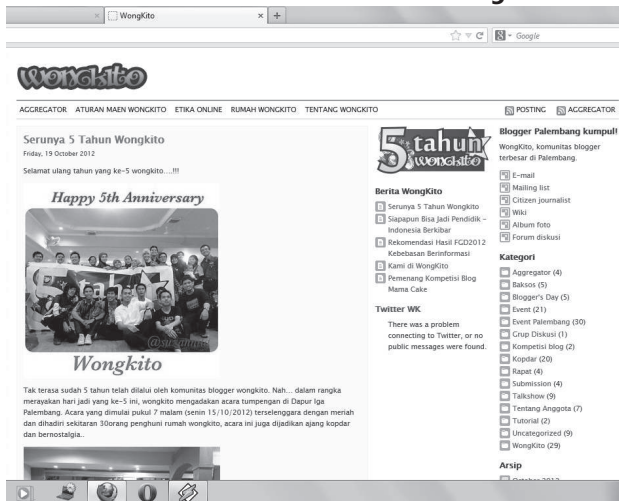 WongKito
Google
wongkito
AGGREGATOR ATURAN MAEN WONGKITO ETIKA ONLINE RUMAH WONGKITO TENTANG WONGKITO
POSTING AGGREGATOR
Serunya 5 Tahun Wongkito
Friday, 19 October 2012
Selamat ulang tahun yang ke-5 wongkito....!!!
Happy 5th Anniversary
5 tahun
Wongkito
Tak terasa sudah 5 tahun telah dilalui oleh komunitas blogger wongkito. Nah... dalam rangka
merayakan hari jadi yang ke-5 ini, wongkito mengadakan acara tumpengan di Dapur Iga
Palembang. Acara yang dimulai pukul 7 malam (senin 15/10/2012) terselenggara dengan meriah
dan dihadiri sekitaran 30orang penghuni rumah wongkito, acara ini juga dijadikan ajang kopdar
dan bernostalgia..
5 tahun
wongkito
Berita WongKito
Serunya 5 Tahun Wongkito
Siapapun Bisa Jadi Pendidik -
Indonesia Berkibar
Rekomendasi Hasil FGD2012
Kebebasan Berinformasi
Kami di WongKito
Pemenang Kompetisi Blog
Mama Cake
Twitter WK
There was a problem
connecting to Twitter, or no
public messages were found.
Blogger Palembang kumpul!
WongKito, komunitas blogger
terbesar di Palembang.
E-mail
Mailing list
Citizen journalist
Wiki
Album foto
Forum diskusi
Kategori
Aggregator (4)
Baksos (5)
Blogger's Day (5)
Event (21)
Event Palembang (30)
Grup Diskusi (1)
Kompetisi blog (2)
Kopdar (20)
Rapat (4)
Submission (4)
Talkshow (9)
Tentang Anggota (7)
Tutorial (2)
Uncategorized (9)
WongKito (29)
Arsip
October 2012